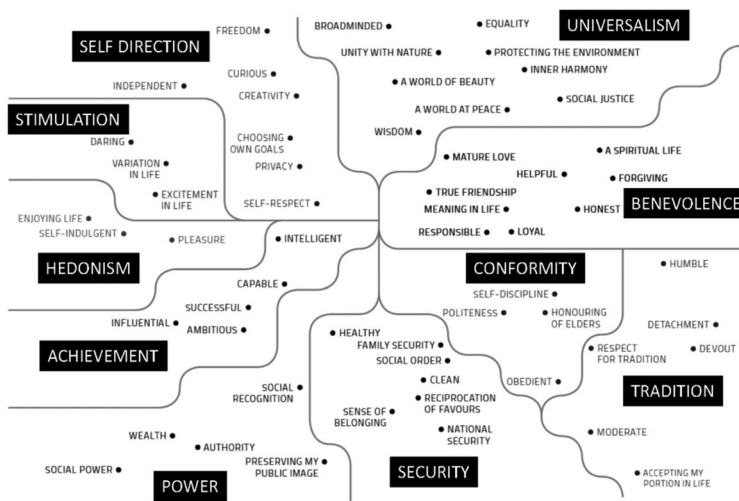 SELF DIRECTION
FREEDOM
CURIOUS
CREATIVITY
INDEPENDENT
CHOOSING
OWN GOALS
PRIVACY
SELF-RESPECT
UNIVERSALISM
BROADMINDED
EQUALITY
UNITY WITH NATURE
PROTECTING THE ENVIRONMENT
INNER HARMONY
A WORLD OF BEAUTY
SOCIAL JUSTICE
A WORLD AT PEACE
WISDOM
STIMULATION
DARING
VARIATION
IN LIFE
EXCITEMENT
IN LIFE
BENEVOLENCE
MATURE LOVE
A SPIRITUAL LIFE
HELPFUL
FORGIVING
TRUE FRIENDSHIP
MEANING IN LIFE
HONEST
RESPONSIBLE
LOYAL
HEDONISM
ENJOYING LIFE
SELF-INDULGENT
PLEASURE
ACHIEVEMENT
INTELLIGENT
CAPABLE
SUCCESSFUL
INFLUENTIAL
AMBITIOUS
CONFORMITY
SELF-DISCIPLINE
POLITENESS
HONOURING
OF ELDERS
OBEDIENT
TRADITION
HUMBLE
DETACHMENT
RESPECT
FOR TRADITION
DEVOUT
MODERATE
ACCEPTING MY
PORTION IN LIFE
SECURITY
HEALTHY
FAMILY SECURITY
SOCIAL ORDER
CLEAN
RECIPROCATION
OF FAVOURS
SENSE OF
BELONGING
NATIONAL
SECURITY
POWER
SOCIAL
RECOGNITION
WEALTH
AUTHORITY
SOCIAL POWER
PRESERVING MY
PUBLIC IMAGE